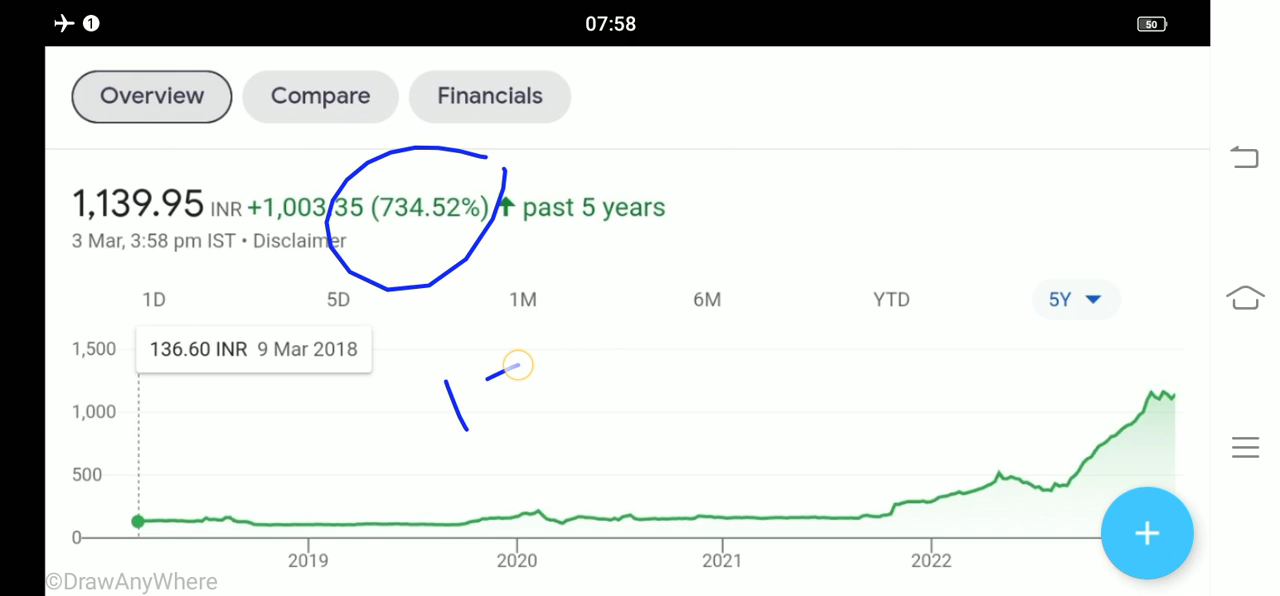 1 07:58 50
Overview Compare Financials
1,139.95 INR +1,003.35 (734.52%) ↑ past 5 years
3 Mar, 3:58 pm IST • Disclaimer
1D 5D 1M 6M YTD 5Y
136.60 INR 9 Mar 2018
1,500
1,000
500
0
2019 2020 2021 2022
+
©DrawAnyWhere